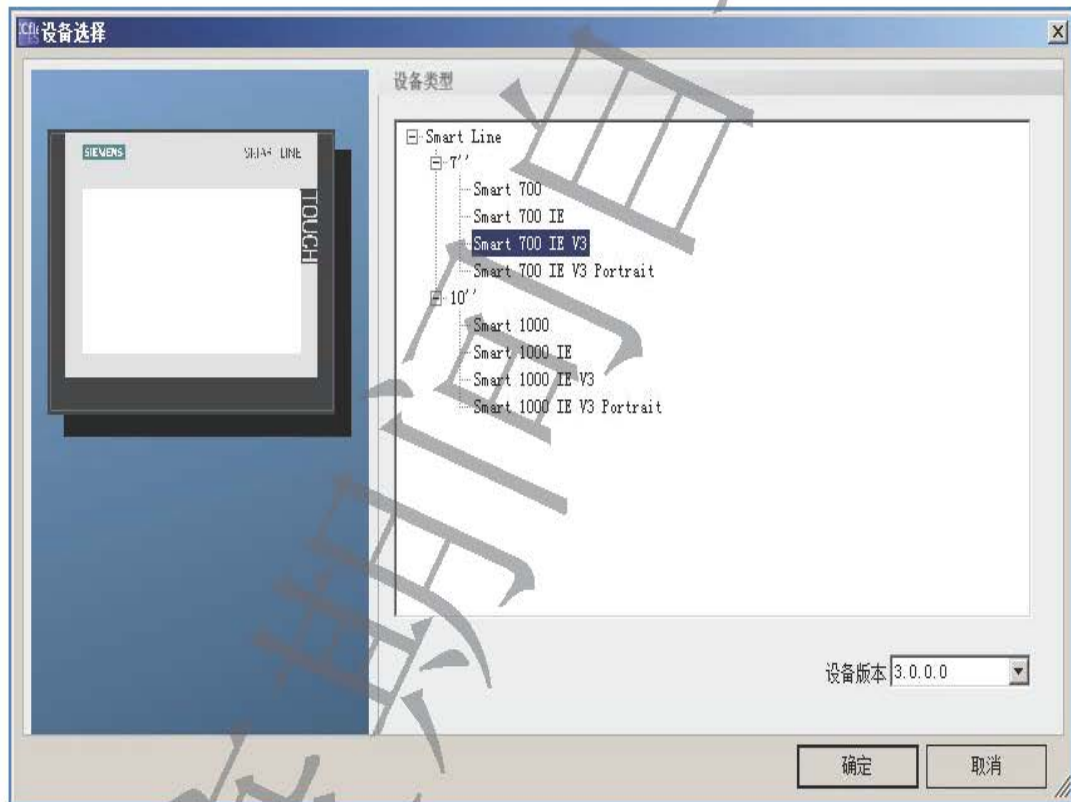 设备选择
设备类型
SIEMENS
SMART LINE
TOUCH
Smart Line
7''
Smart 700
Smart 700 IE
Smart 700 IE V3
Smart 700 IE V3 Portrait
10''
Smart 1000
Smart 1000 IE
Smart 1000 IE V3
Smart 1000 IE V3 Portrait
设备版本 3.0.0.0
确定 取消